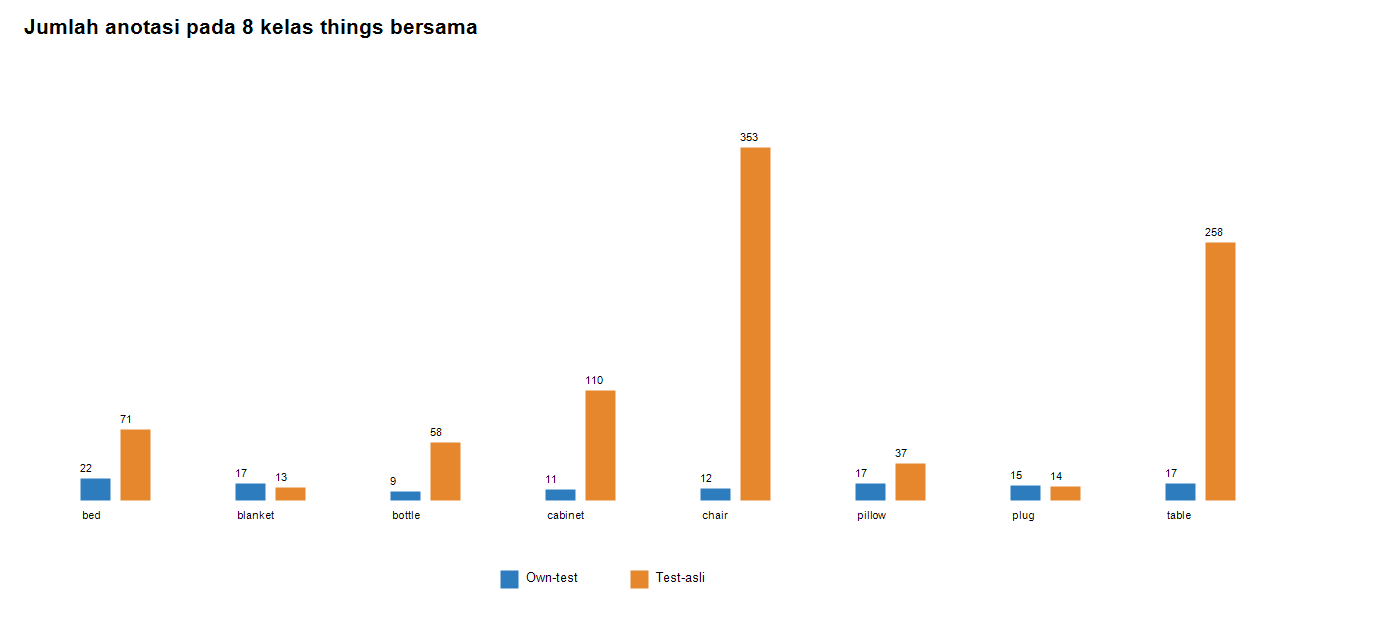 Jumlah anotasi pada 8 kelas things bersama
353
258
110
71
58
37
22
17
13
9
11
12
17
15
14
17
bed
blanket
bottle
cabinet
chair
pillow
plug
table
Own-test
Test-asli